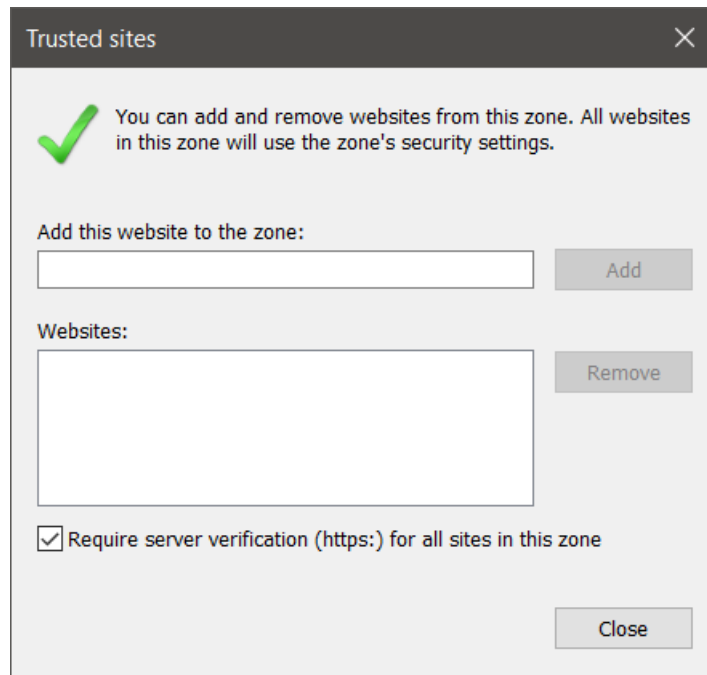 Trusted sites
You can add and remove websites from this zone. All websites
in this zone will use the zone's security settings.
Add this website to the zone:
Add
Websites:
Remove
Require server verification (https:) for all sites in this zone
Close